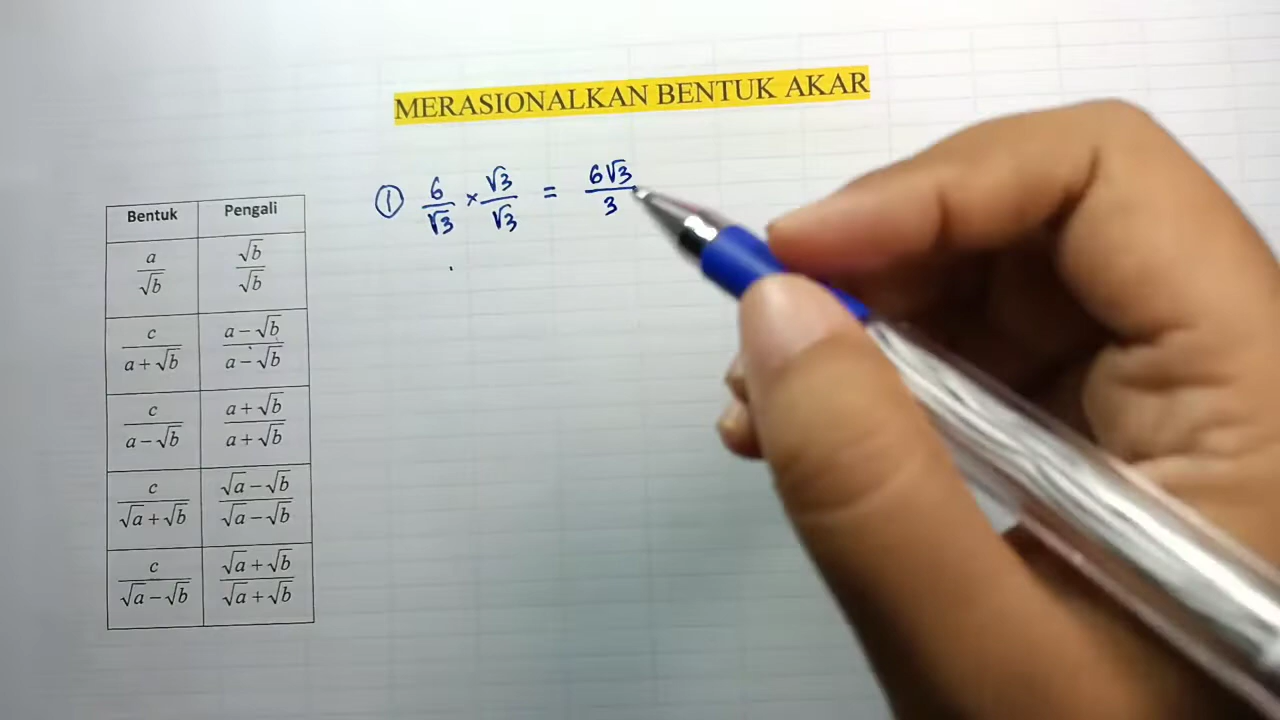 MERASIONALKAN BENTUK AKAR
① 6/√3 × √3/√3 = 6√3/3
Bentuk Pengali
a/√b √b/√b
c/(a + √b) (a − √b)/(a − √b)
c/(a − √b) (a + √b)/(a + √b)
c/(√a + √b) (√a − √b)/(√a − √b)
c/(√a − √b) (√a + √b)/(√a + √b)